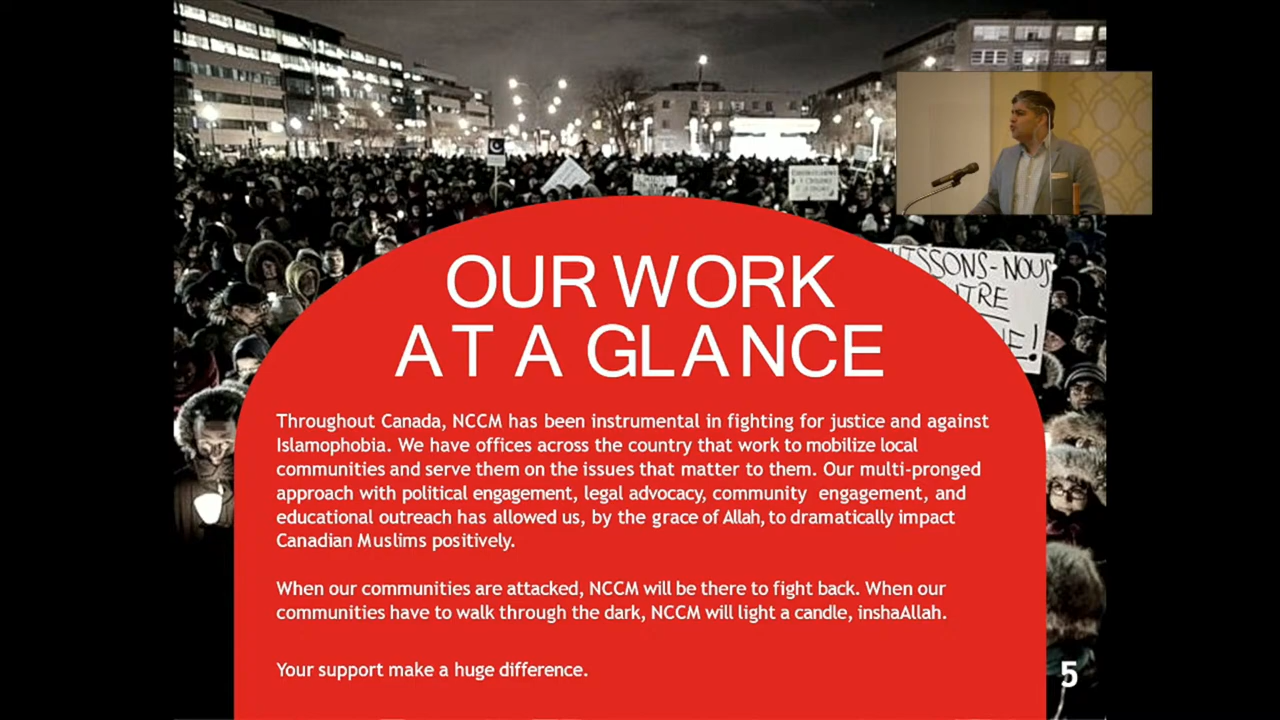 OUR WORK
AT A GLANCE
ISSONS-NOUS
TRE
!
Throughout Canada, NCCM has been instrumental in fighting for justice and against
Islamophobia. We have offices across the country that work to mobilize local
communities and serve them on the issues that matter to them. Our multi-pronged
approach with political engagement, legal advocacy, community engagement, and
educational outreach has allowed us, by the grace of Allah, to dramatically impact
Canadian Muslims positively.
When our communities are attacked, NCCM will be there to fight back. When our
communities have to walk through the dark, NCCM will light a candle, inshaAllah.
Your support make a huge difference.
5